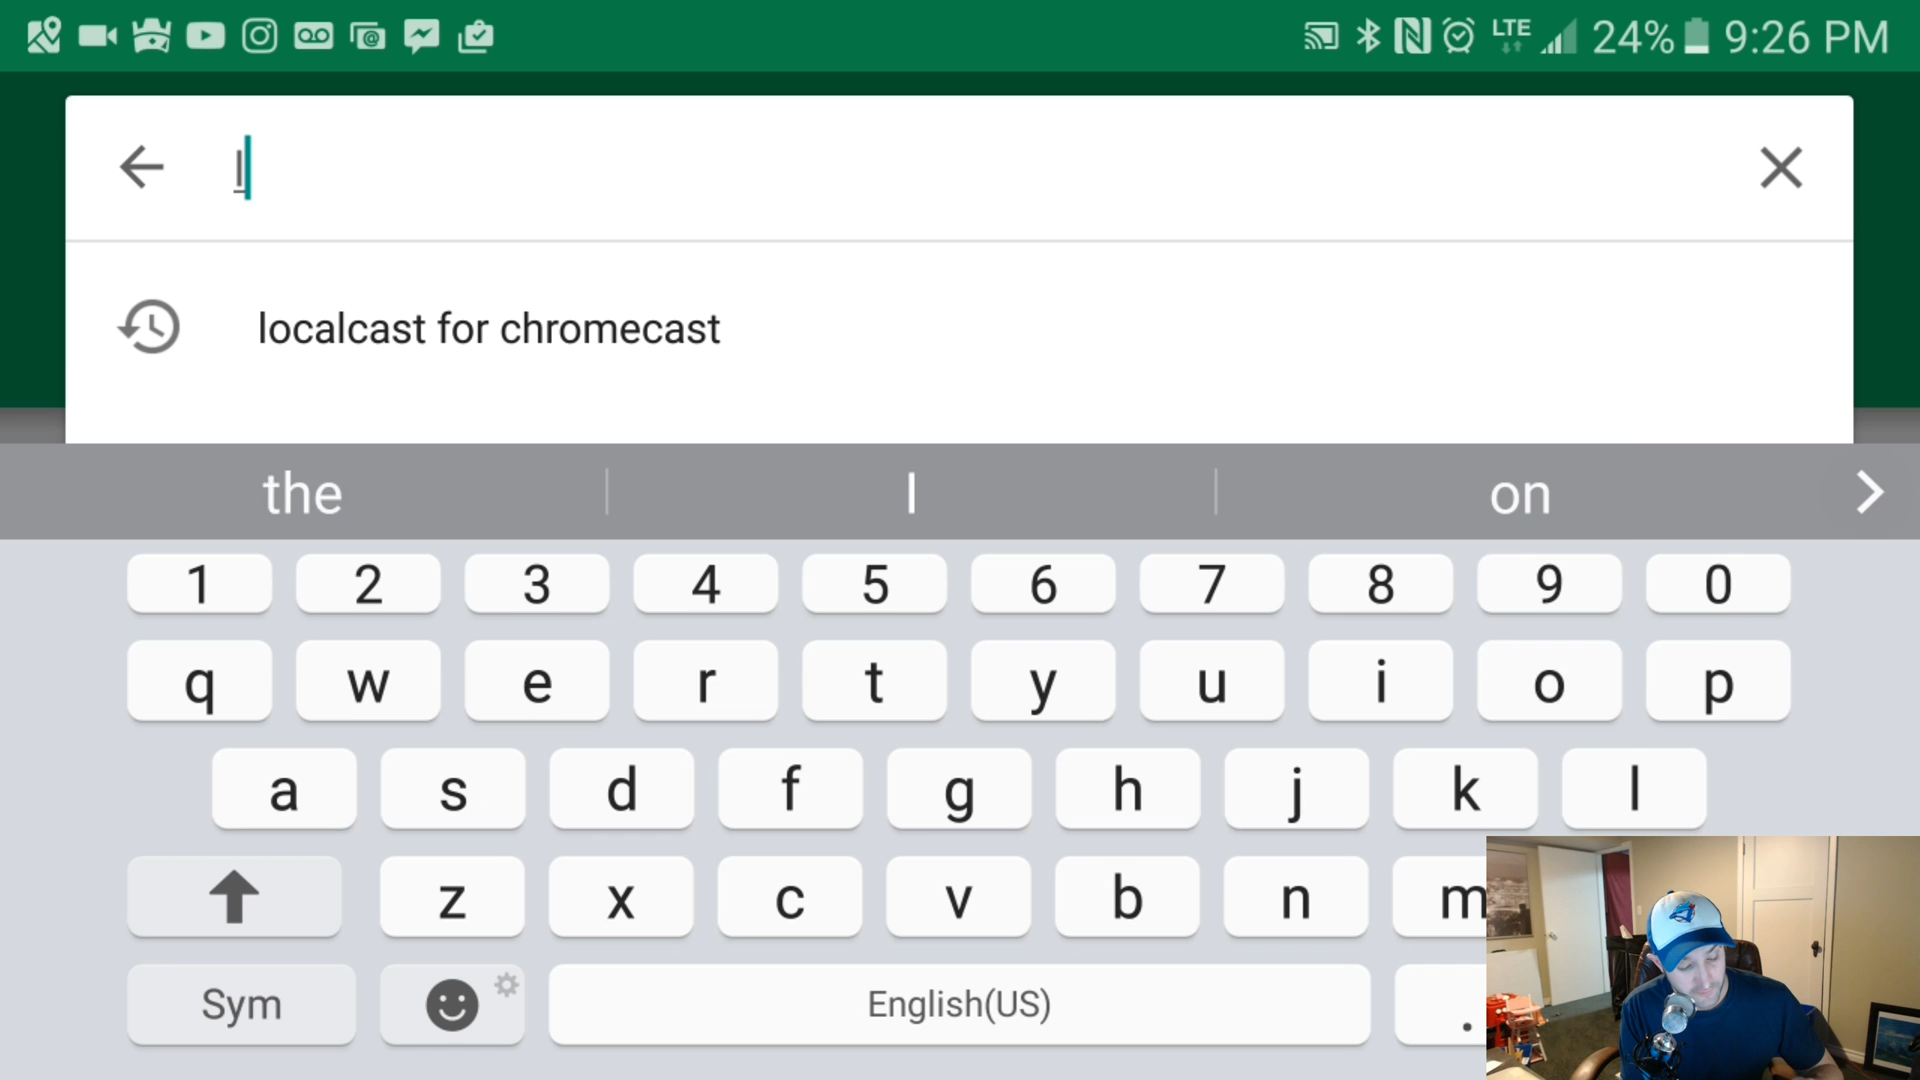 LTE 24% 9:26 PM
l
localcast for chromecast
the l on
1 2 3 4 5 6 7 8 9 0
q w e r t y u i o p
a s d f g h j k l
z x c v b n m
Sym English(US) .